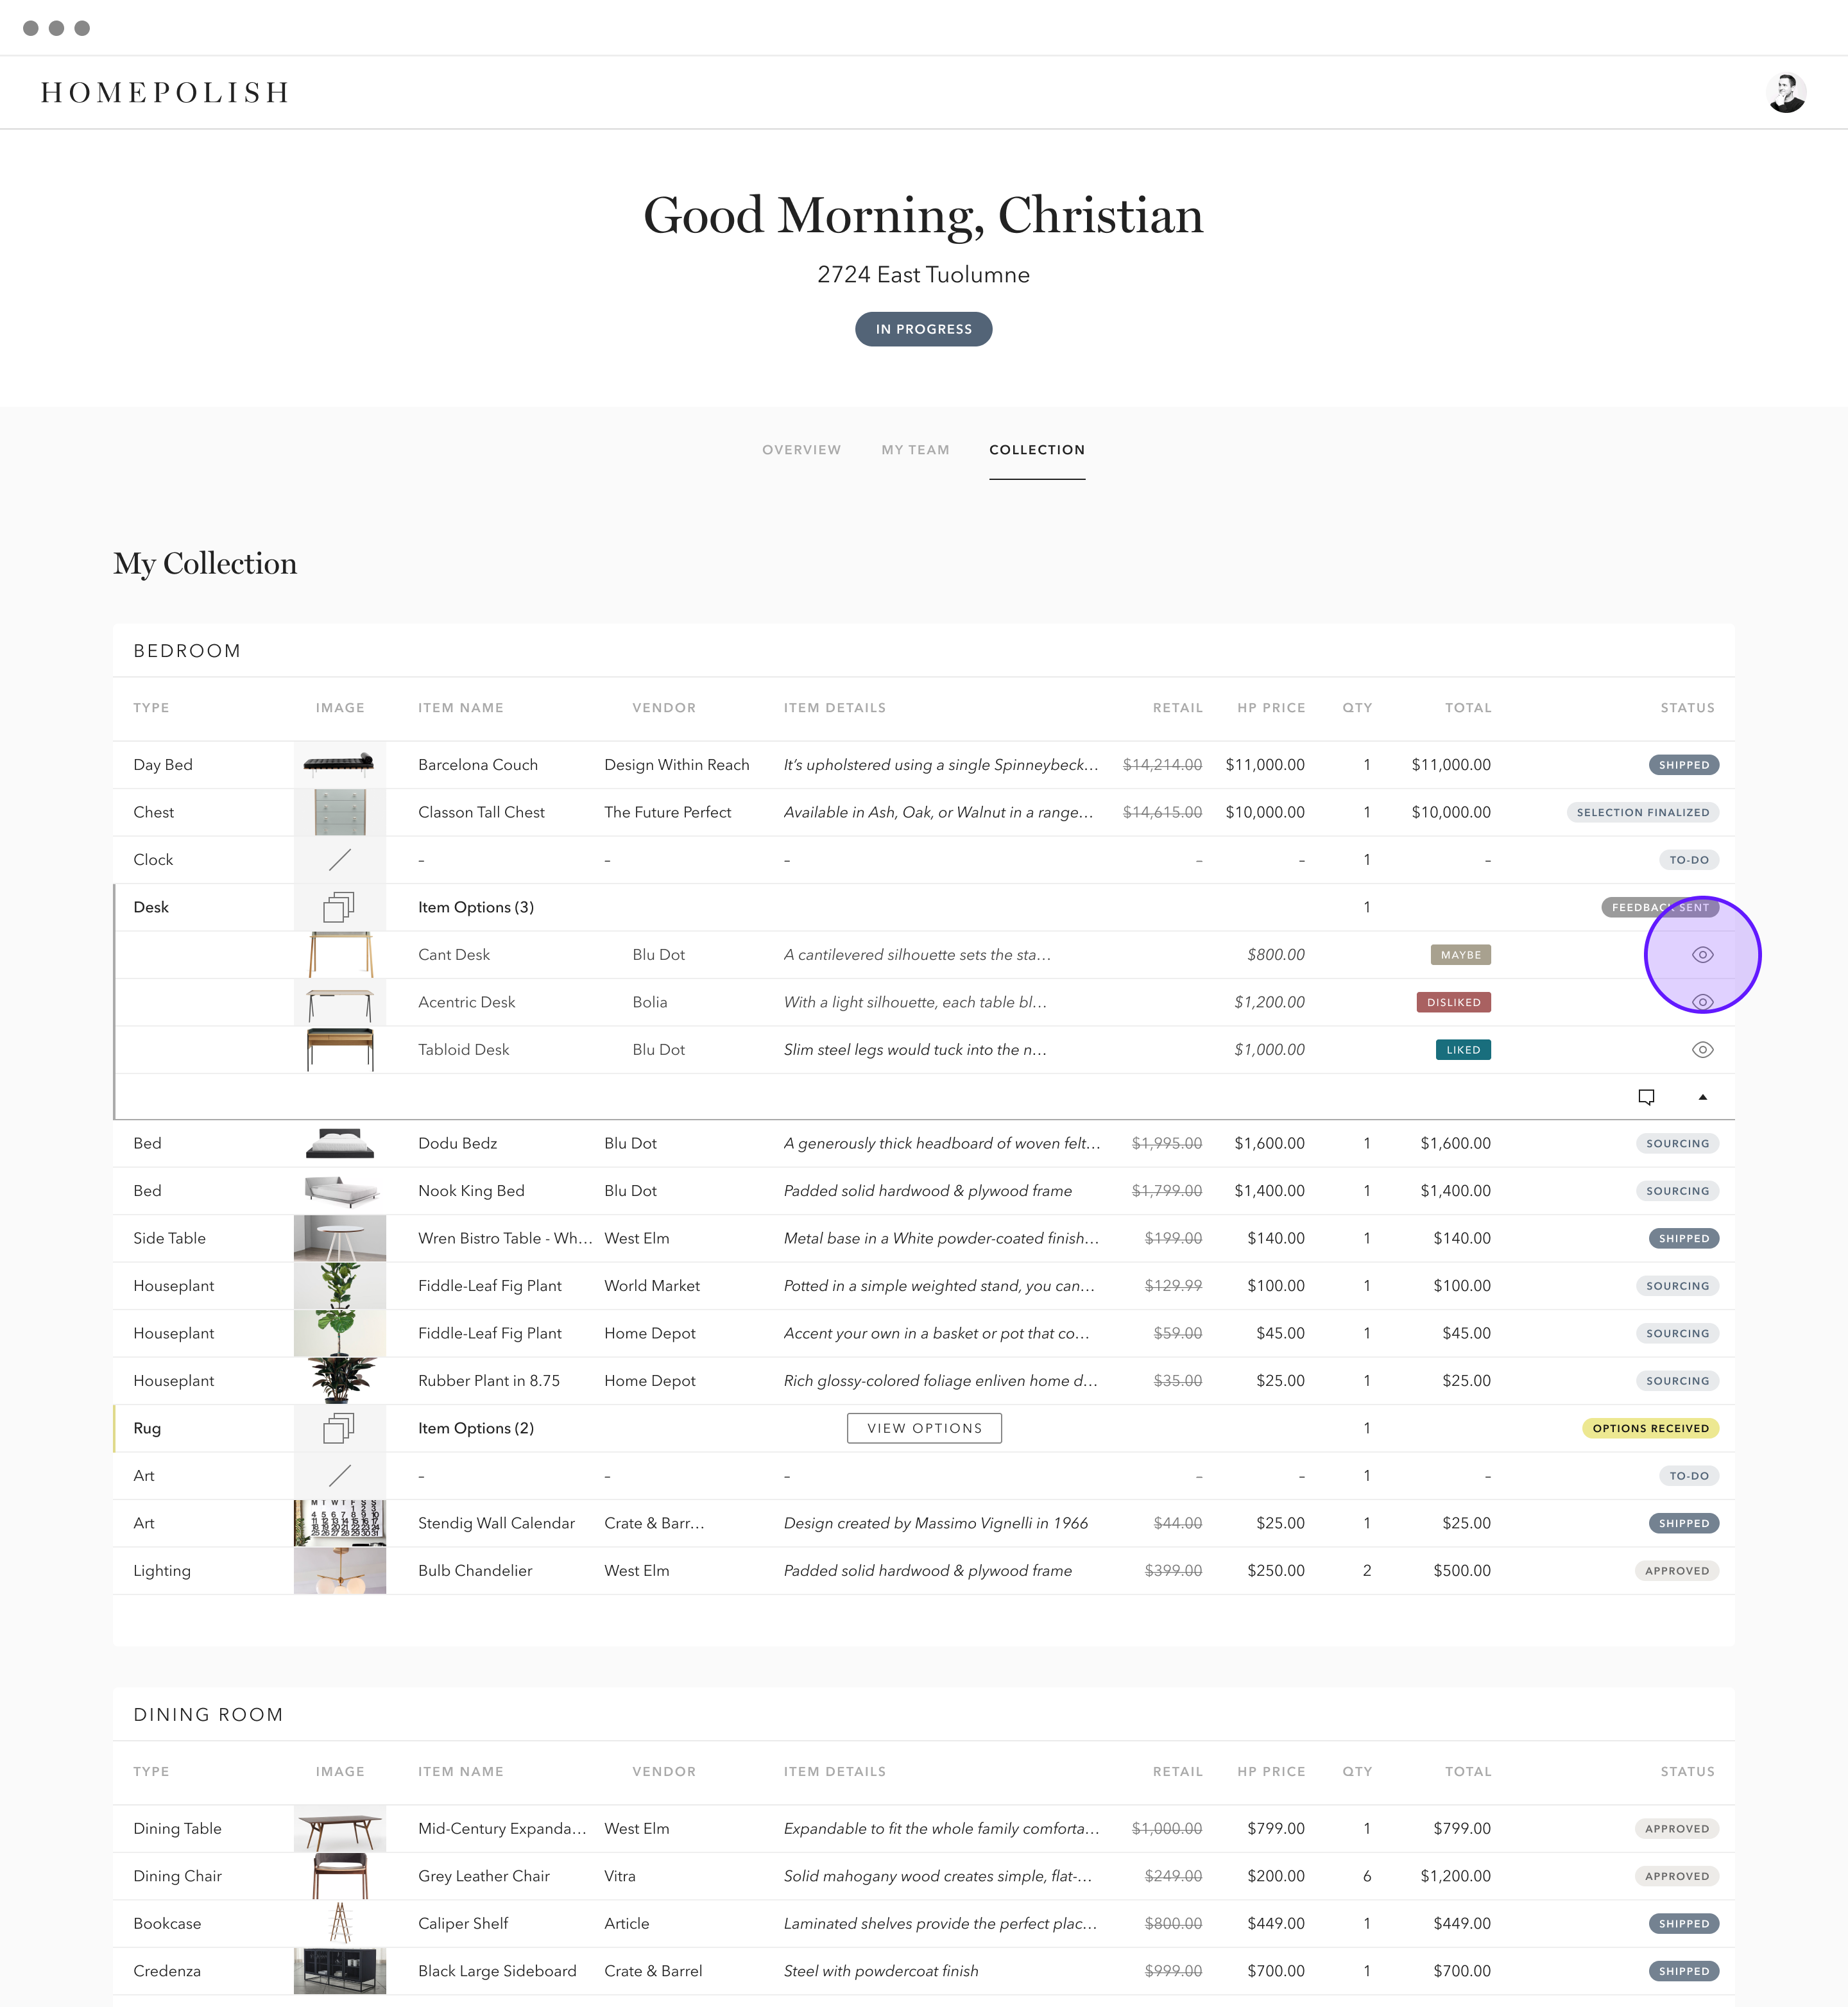 HOMEPOLISH
Good Morning, Christian
2724 East Tuolumne
IN PROGRESS
OVERVIEW MY TEAM COLLECTION
My Collection
BEDROOM
TYPE IMAGE ITEM NAME VENDOR ITEM DETAILS RETAIL HP PRICE QTY TOTAL STATUS
Day Bed Barcelona Couch Design Within Reach It's upholstered using a single Spinneybeck... $14,214.00 $11,000.00 1 $11,000.00 SHIPPED
Chest Classon Tall Chest The Future Perfect Available in Ash, Oak, or Walnut in a range... $14,615.00 $10,000.00 1 $10,000.00 SELECTION FINALIZED
Clock – – – – – 1 – TO-DO
Desk Item Options (3) 1 FEEDBACK SENT
Cant Desk Blu Dot A cantilevered silhouette sets the sta... $800.00 MAYBE
Acentric Desk Bolia With a light silhouette, each table bl... $1,200.00 DISLIKED
Tabloid Desk Blu Dot Slim steel legs would tuck into the n... $1,000.00 LIKED
Bed Dodu Bedz Blu Dot A generously thick headboard of woven felt... $1,995.00 $1,600.00 1 $1,600.00 SOURCING
Bed Nook King Bed Blu Dot Padded solid hardwood & plywood frame $1,799.00 $1,400.00 1 $1,400.00 SOURCING
Side Table Wren Bistro Table - Wh... West Elm Metal base in a White powder-coated finish... $199.00 $140.00 1 $140.00 SHIPPED
Houseplant Fiddle-Leaf Fig Plant World Market Potted in a simple weighted stand, you can... $129.99 $100.00 1 $100.00 SOURCING
Houseplant Fiddle-Leaf Fig Plant Home Depot Accent your own in a basket or pot that co... $59.00 $45.00 1 $45.00 SOURCING
Houseplant Rubber Plant in 8.75 Home Depot Rich glossy-colored foliage enliven home d... $35.00 $25.00 1 $25.00 SOURCING
Rug Item Options (2) VIEW OPTIONS 1 OPTIONS RECEIVED
Art – – – – – 1 – TO-DO
Art Stendig Wall Calendar Crate & Barr... Design created by Massimo Vignelli in 1966 $44.00 $25.00 1 $25.00 SHIPPED
Lighting Bulb Chandelier West Elm Padded solid hardwood & plywood frame $399.00 $250.00 2 $500.00 APPROVED
DINING ROOM
TYPE IMAGE ITEM NAME VENDOR ITEM DETAILS RETAIL HP PRICE QTY TOTAL STATUS
Dining Table Mid-Century Expanda... West Elm Expandable to fit the whole family comforta... $1,000.00 $799.00 1 $799.00 APPROVED
Dining Chair Grey Leather Chair Vitra Solid mahogany wood creates simple, flat-... $249.00 $200.00 6 $1,200.00 APPROVED
Bookcase Caliper Shelf Article Laminated shelves provide the perfect plac... $800.00 $449.00 1 $449.00 SHIPPED
Credenza Black Large Sideboard Crate & Barrel Steel with powdercoat finish $999.00 $700.00 1 $700.00 SHIPPED